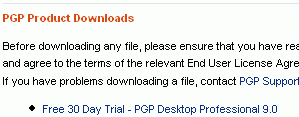 PGP Product Downloads
Before downloading any file, please ensure that you have
and agree to the terms of the relevant End User License
If you have problems downloading a file, contact PGP Support
Free 30 Day Trial - PGP Desktop Professional 9.0